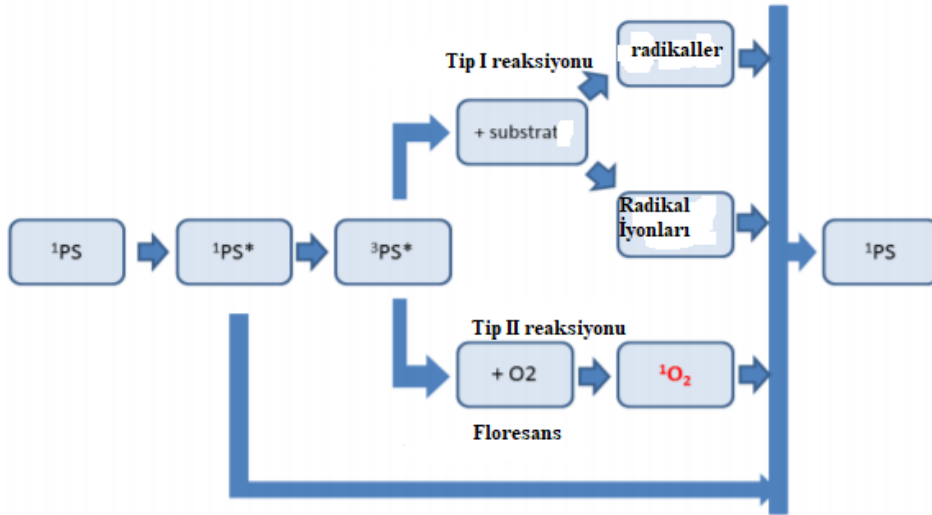 radikaller
Tip I reaksiyonu
+ substrat
Radikal
İyonları
¹PS
¹PS*
³PS*
¹PS
Tip II reaksiyonu
+ O2
¹O₂
Floresans